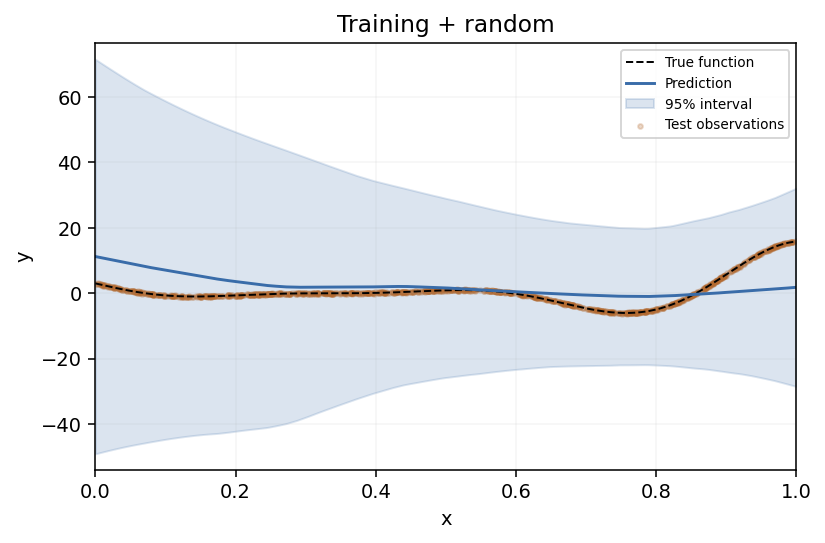 Training + random
True function
Prediction
95% interval
Test observations
60
40
20
0
−20
−40
y
0.0 0.2 0.4 0.6 0.8 1.0
x